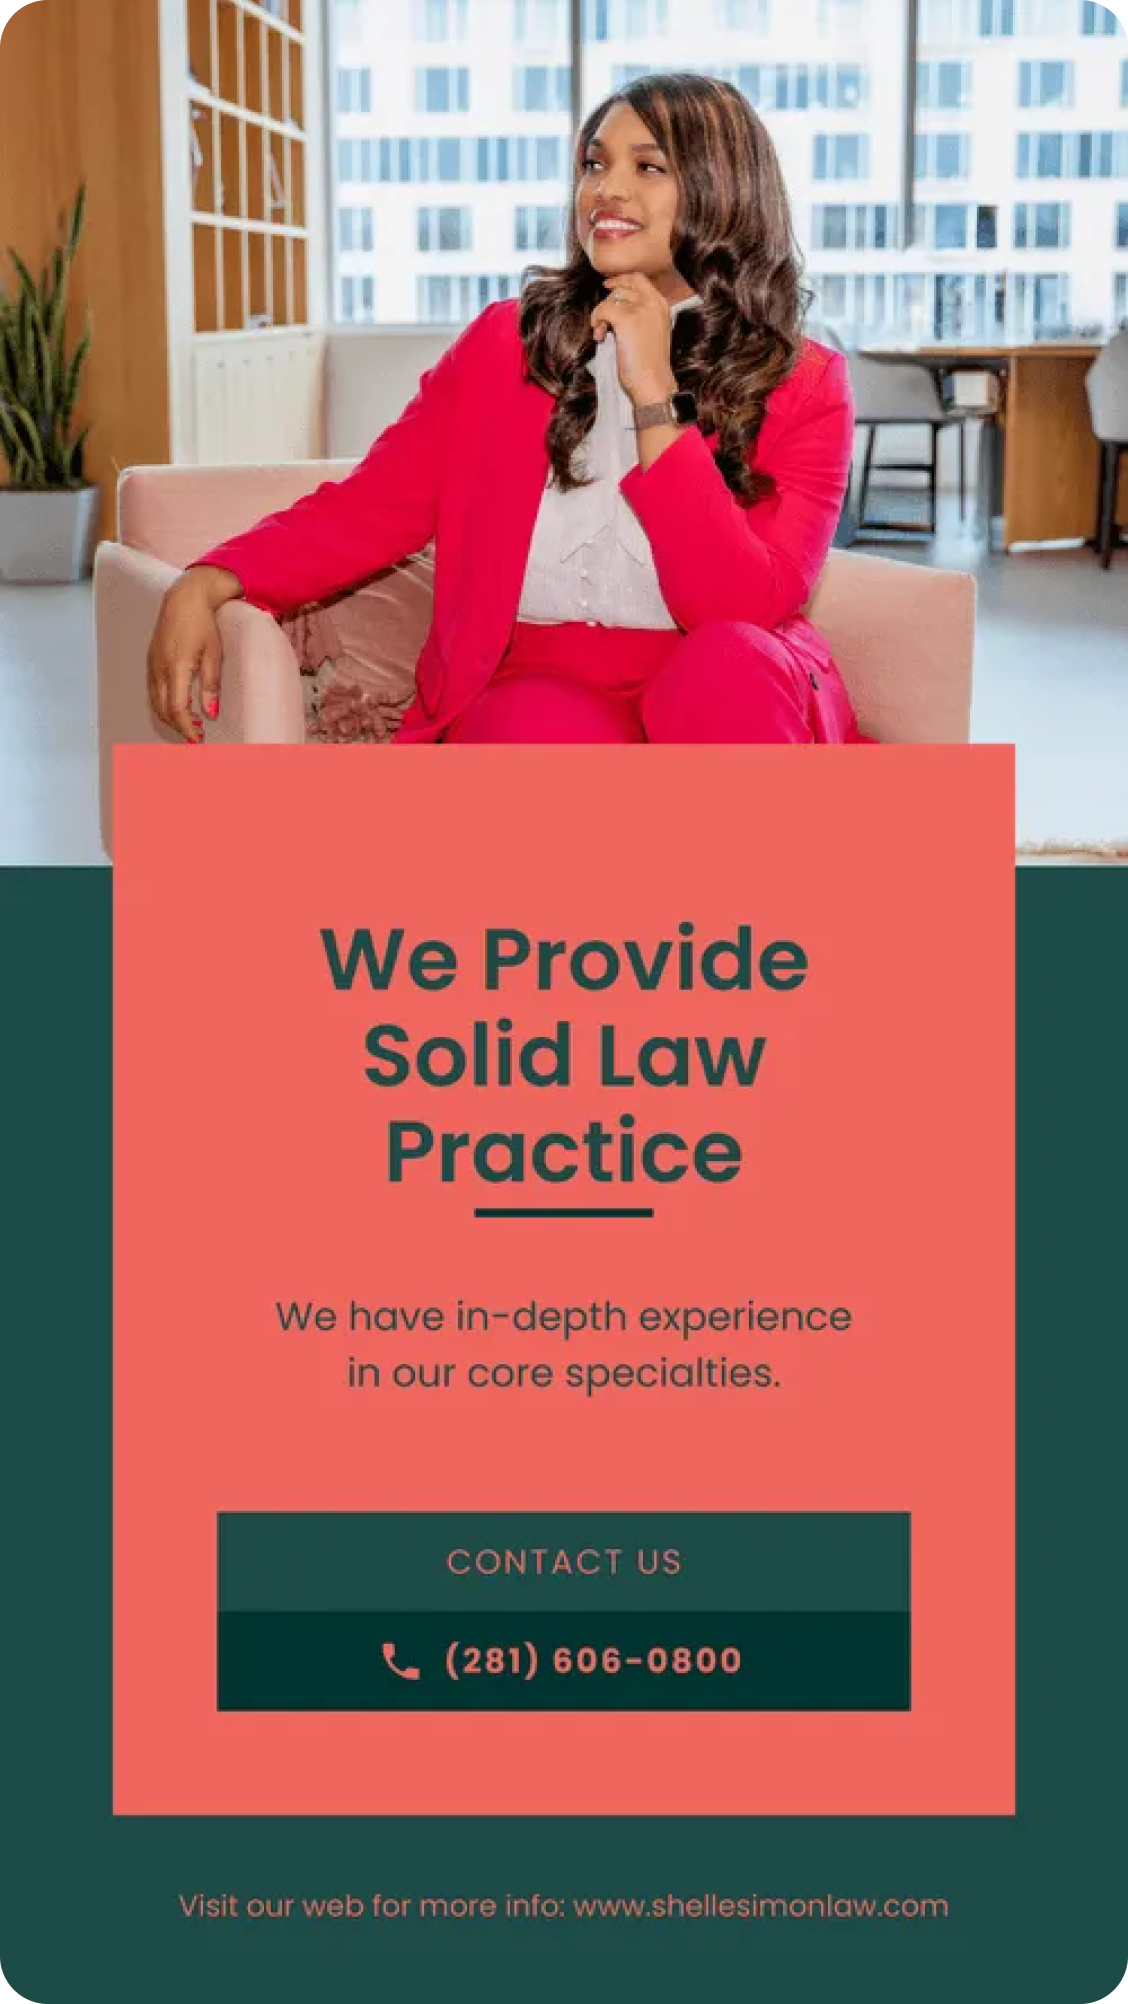 We Provide
Solid Law
Practice
We have in-depth experience
in our core specialties.
CONTACT US
(281) 606-0800
Visit our web for more info: www.shellesimonlaw.com